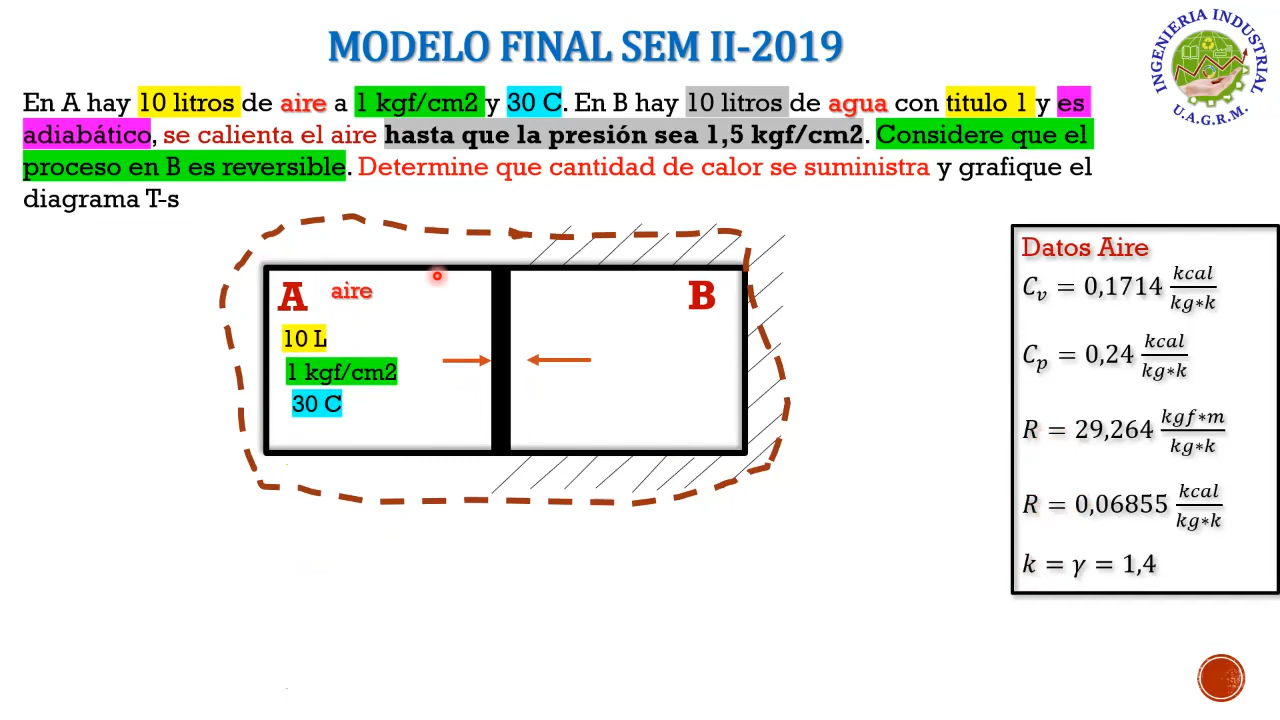 MODELO FINAL SEM II-2019
INGENIERIA INDUSTRIAL
U.A.G.R.M.
En A hay 10 litros de aire a 1 kgf/cm2 y 30 C. En B hay 10 litros de agua con titulo 1 y es
adiabático, se calienta el aire hasta que la presión sea 1,5 kgf/cm2. Considere que el
proceso en B es reversible. Determine que cantidad de calor se suministra y grafique el
diagrama T-s
A aire
B
10 L
1 kgf/cm2
30 C
Datos Aire
C_v = 0,1714 kcal/kg∗k
C_p = 0,24 kcal/kg∗k
R = 29,264 kgf∗m/kg∗k
R = 0,06855 kcal/kg∗k
k = γ = 1,4